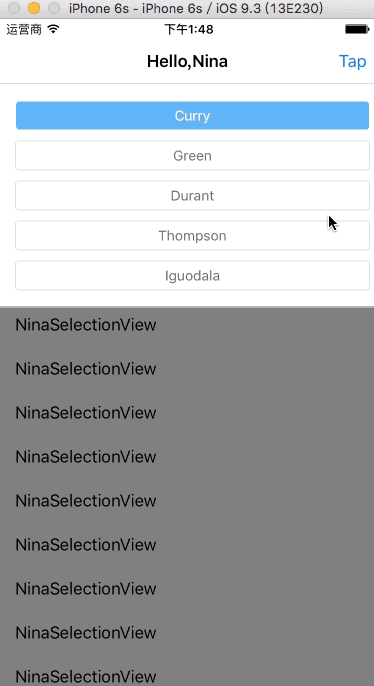 iPhone 6s - iPhone 6s / iOS 9.3 (13E230)
运营商 下午1:48
Hello,Nina Tap
Curry
Green
Durant
Thompson
Iguodala
NinaSelectionView
NinaSelectionView
NinaSelectionView
NinaSelectionView
NinaSelectionView
NinaSelectionView
NinaSelectionView
NinaSelectionView
NinaSelectionView